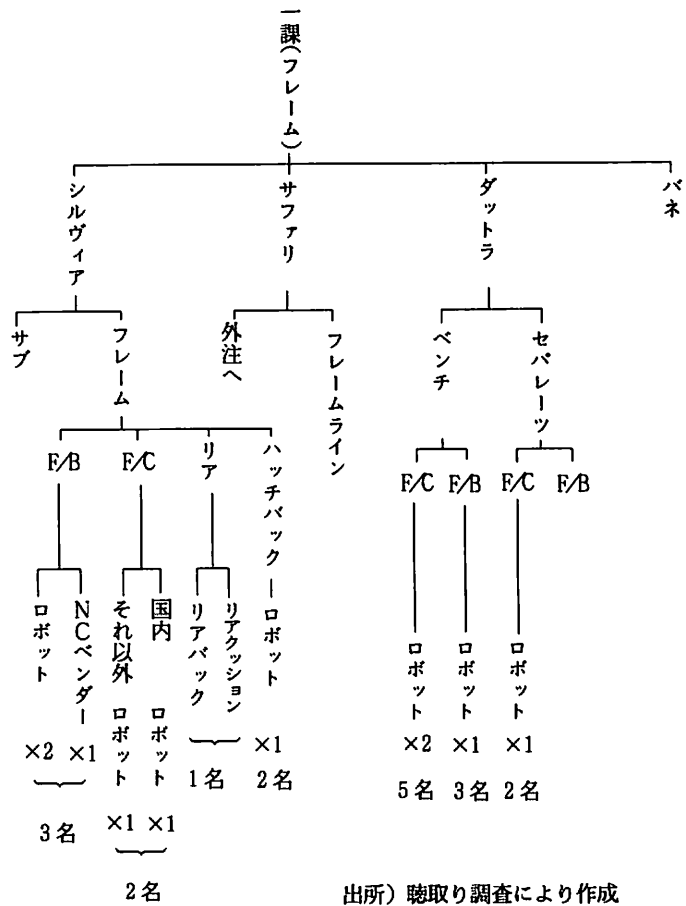 一課(フレーム)
シルヴィア
サファリ
ダットラ
バネ
サブ
フレーム
外注へ
フレームライン
ベンチ
セパレーツ
F/B
F/C
リア
ハッチバック ― ロボット
F/C
F/B
F/C
F/B
ロボット
NCベンダー
それ以外 ロボット
国内 ロボット
リアバック
リアクッション
ロボット
ロボット
ロボット
×2 ×1
3名
×1 ×1
2名
1名
×1
2名
×2
5名
×1
3名
×1
2名
出所) 聴取り調査により作成